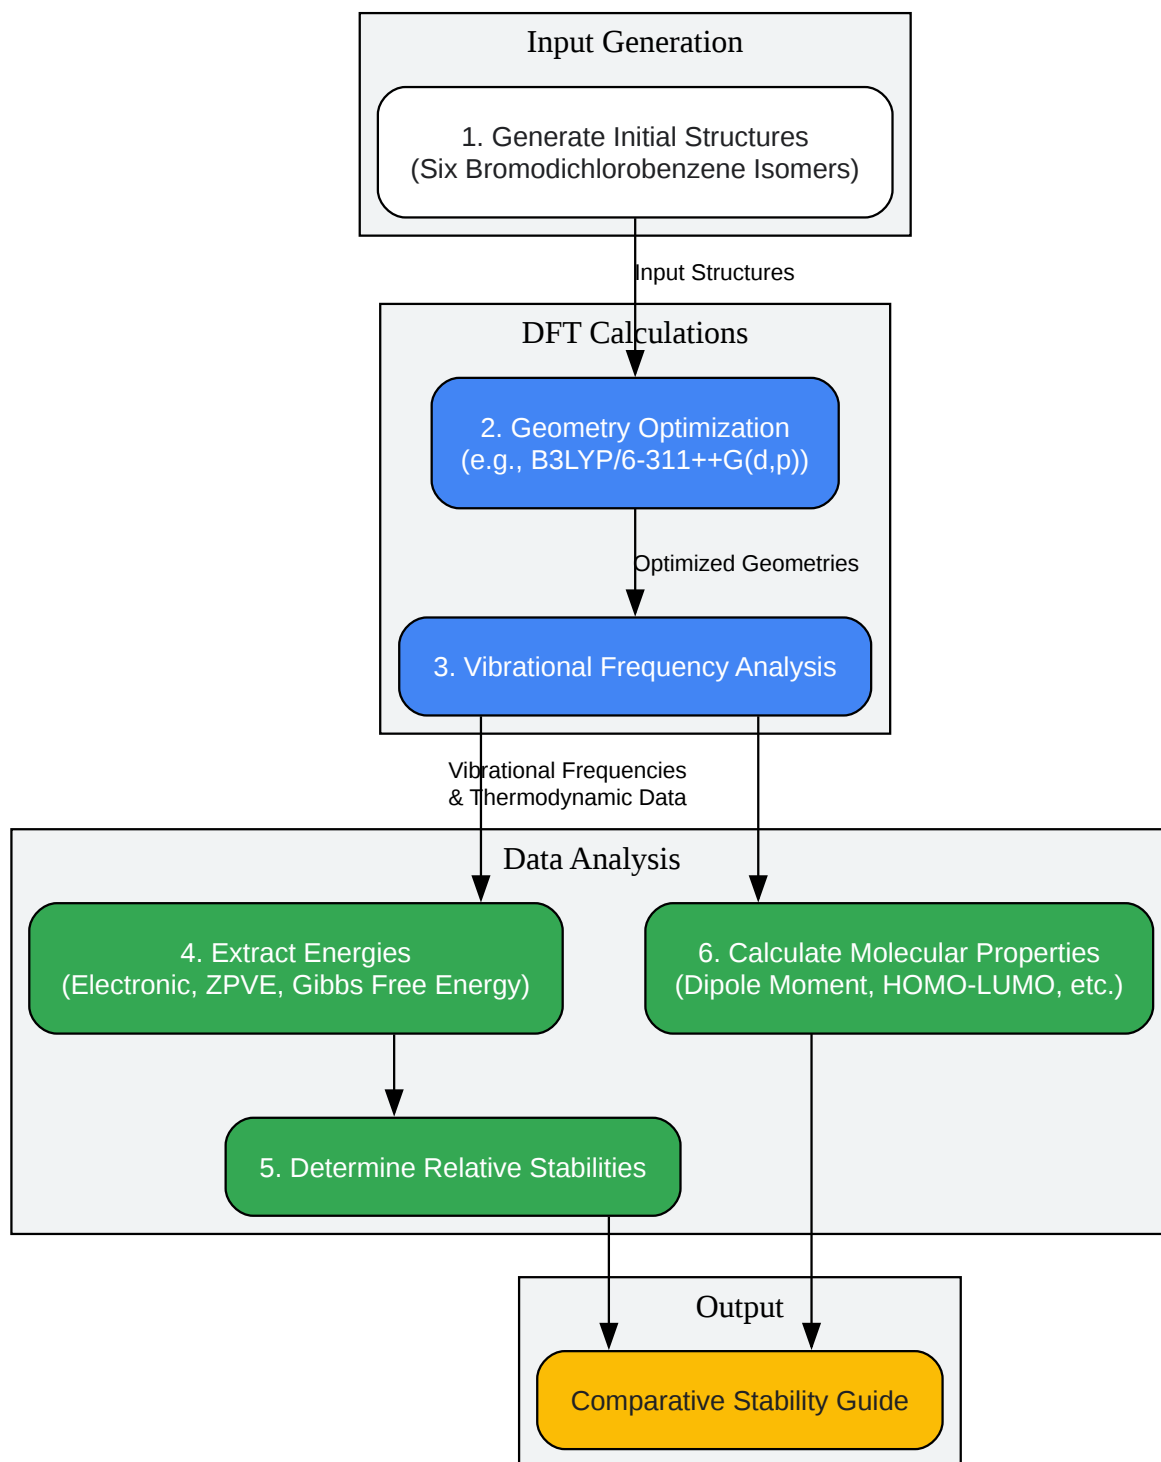 Input Generation
1. Generate Initial Structures
(Six Bromodichlorobenzene Isomers)
Input Structures
DFT Calculations
2. Geometry Optimization
(e.g., B3LYP/6-311++G(d,p))
Optimized Geometries
3. Vibrational Frequency Analysis
Vibrational Frequencies
& Thermodynamic Data
Data Analysis
4. Extract Energies
(Electronic, ZPVE, Gibbs Free Energy)
6. Calculate Molecular Properties
(Dipole Moment, HOMO-LUMO, etc.)
5. Determine Relative Stabilities
Output
Comparative Stability Guide